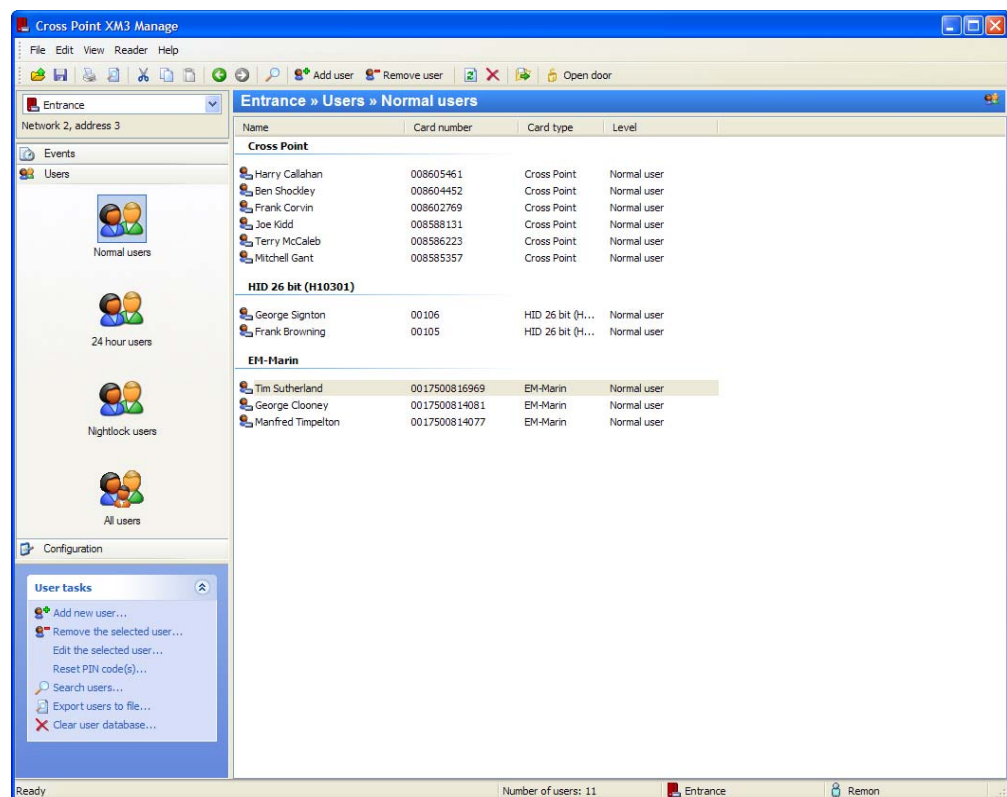 Cross Point XM3 Manage
File Edit View Reader Help
Add user Remove user Open door
Entrance
Network 2, address 3
Events
Users
Normal users
24 hour users
Nightlock users
All users
Configuration
User tasks
Add new user...
Remove the selected user...
Edit the selected user...
Reset PIN code(s)...
Search users...
Export users to file...
Clear user database...
Entrance » Users » Normal users
Name Card number Card type Level
Cross Point
Harry Callahan 008605461 Cross Point Normal user
Ben Shockley 008604452 Cross Point Normal user
Frank Corvin 008602769 Cross Point Normal user
Joe Kidd 008588131 Cross Point Normal user
Terry McCaleb 008586223 Cross Point Normal user
Mitchell Gant 008585357 Cross Point Normal user
HID 26 bit (H10301)
George Signton 00106 HID 26 bit (H... Normal user
Frank Browning 00105 HID 26 bit (H... Normal user
EM-Marin
Tim Sutherland 0017500816969 EM-Marin Normal user
George Clooney 0017500814081 EM-Marin Normal user
Manfred Timpelton 0017500814077 EM-Marin Normal user
Ready Number of users: 11 Entrance Remon